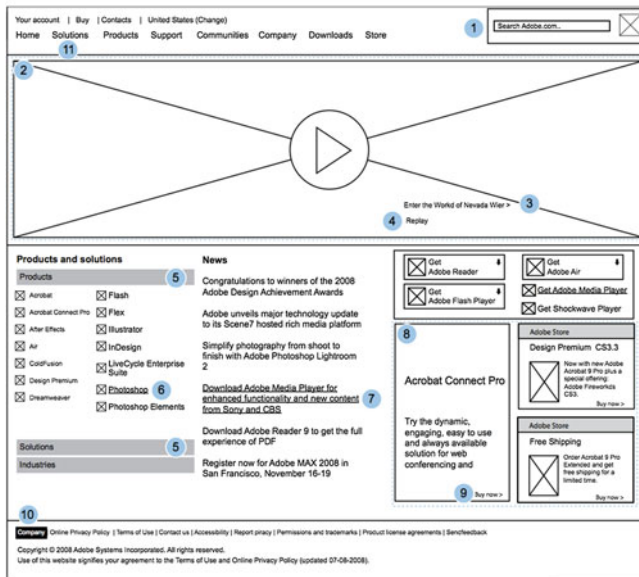 Your account | Buy | Contacts | United States (Change)
Home Solutions Products Support Communities Company Downloads Store
11
1
Search Adobe.com..
2
Enter the Workd of Nevada Wier >
3
4
Replay
Products and solutions
Products
5
Acrobat
Flash
Acrobat Connect Pro
Flex
After Effects
Illustrator
Air
InDesign
ColdFusion
LiveCycle Enterprise
Suite
Design Premium
Photoshop
6
Dreamweaver
Photoshop Elements
Solutions
5
Industries
News
Congratulations to winners of the 2008
Adobe Design Achievement Awards
Adobe unveils major technology update
to its Scene7 hosted rich media platform
Simplify photography from shoot to
finish with Adobe Photoshop Lightroom
2
Download Adobe Media Player for
enhanced functionality and new content
from Sony and CBS
7
Download Adobe Reader 9 to get the full
experience of PDF
Register now for Adobe MAX 2008 in
San Francisco, November 16-19
Get
Adobe Reader
Get
Adobe Air
Get
Adobe Flash Player
Get Adobe Media Player
Get Shockwave Player
8
Acrobat Connect Pro
Try the dynamic,
engaging, easy to use
and always available
solution for web
conferencing and
9
Buy now >
Adobe Store
Design Premium CS3.3
Now with new Adobe
Acrobat 9 Pro plus a
special offering:
Adobe Fireworkds
CS3.
Buy now >
Adobe Store
Free Shipping
Order Acrobat 9 Pro
Extended and get
free shipping for a
limited time.
Buy now >
10
Company Online Privacy Policy | Terms of Use | Contact us | Accessibility | Report piracy | Permissions and trademarks | Product license agreements | Sendfeedback
Copyright © 2008 Adobe Systems Incorporated. All rights reserved.
Use of this website signifies your agreement to the Terms of Use and Online Privacy Policy (updated 07-08-2008).